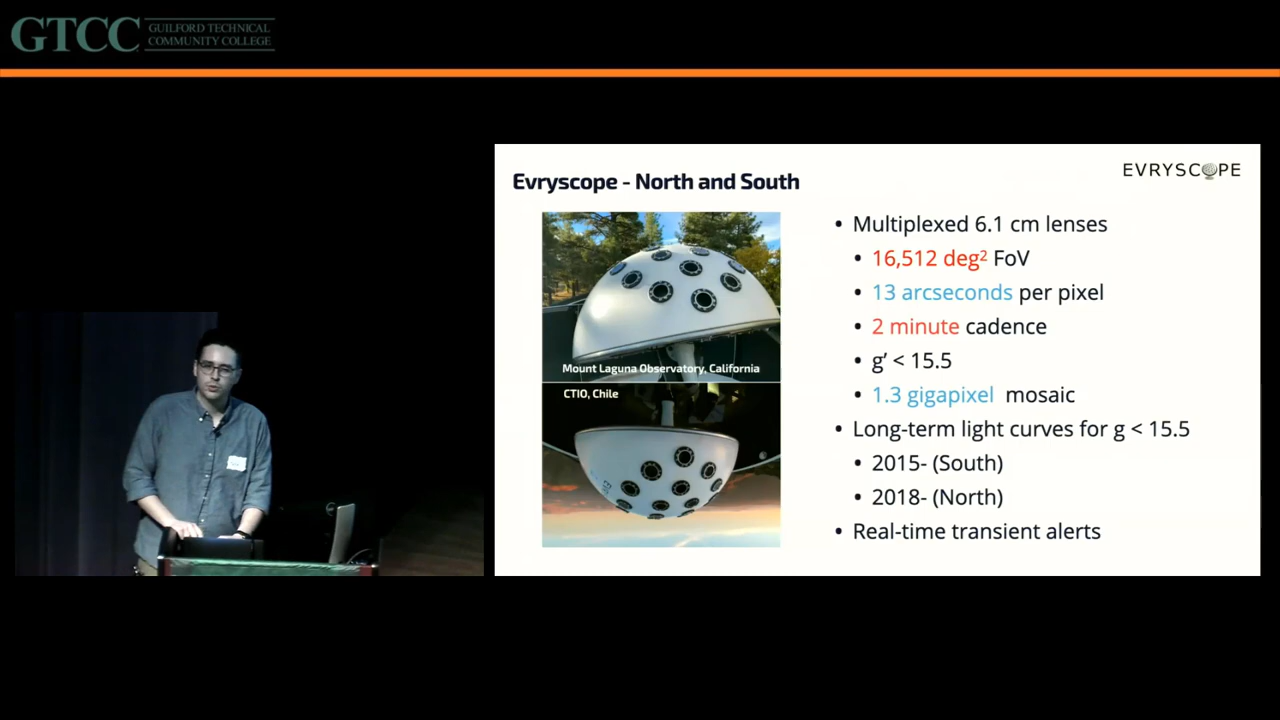 GTCC
GUILFORD TECHNICAL
COMMUNITY COLLEGE
EVRYSCOPE
Evryscope - North and South
Mount Laguna Observatory, California
CTIO, Chile
• Multiplexed 6.1 cm lenses
• 16,512 deg² FoV
• 13 arcseconds per pixel
• 2 minute cadence
• g’ < 15.5
• 1.3 gigapixel mosaic
• Long-term light curves for g < 15.5
• 2015- (South)
• 2018- (North)
• Real-time transient alerts